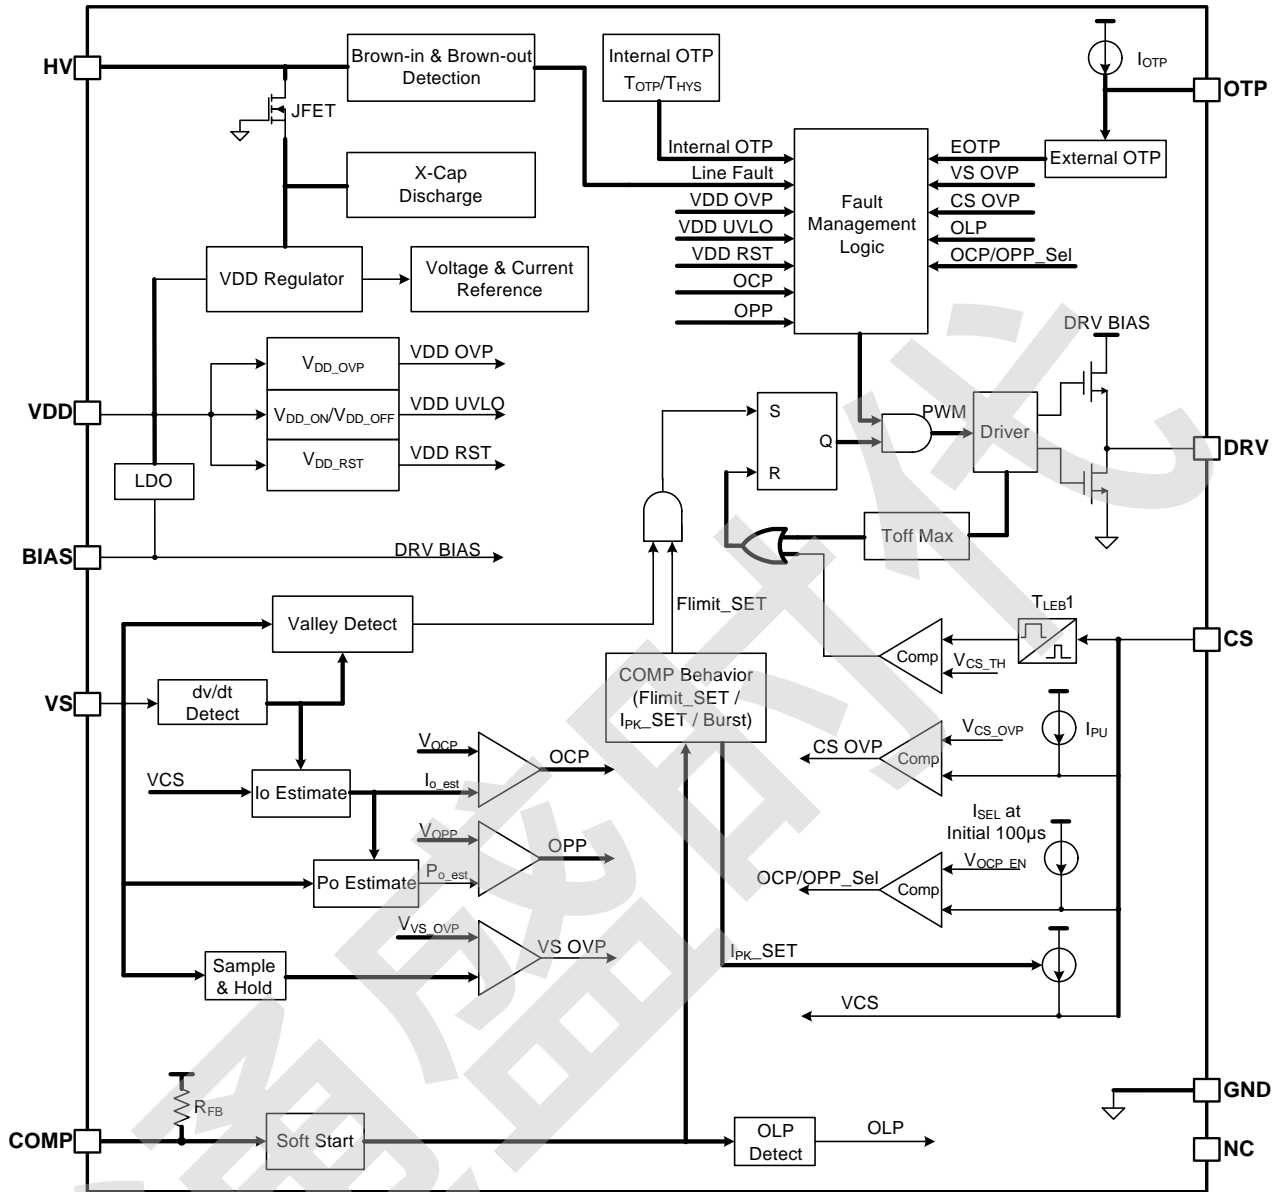 HV
Brown-in & Brown-out
Detection
Internal OTP
TOTP/THYS
IOTP
OTP
JFET
X-Cap
Discharge
Internal OTP
Line Fault
VDD OVP
VDD UVLO
VDD RST
OCP
OPP
Fault
Management
Logic
EOTP
VS OVP
CS OVP
OLP
OCP/OPP_Sel
External OTP
VDD Regulator
Voltage & Current
Reference
VDD
VDD_OVP
VDD OVP
VDD_ON/VDD_OFF
VDD UVLO
VDD_RST
VDD RST
LDO
S
Q
R
PWM
Driver
DRV BIAS
DRV
Toff Max
BIAS
DRV BIAS
Flimit_SET
TLEB1
CS
Valley Detect
COMP Behavior
(Flimit_SET /
IPK_SET / Burst)
Comp
VCS_TH
VS
dv/dt
Detect
VCS
Io Estimate
VOCP
Io_est
OCP
CS OVP
Comp
VCS_OVP
IPU
Po Estimate
VOPP
Po_est
OPP
ISEL at
Initial 100μs
VOCP_EN
OCP/OPP_Sel
Comp
VVS_OVP
VS OVP
Sample
& Hold
IPK_SET
VCS
RFB
COMP
Soft Start
OLP
Detect
OLP
GND
NC
通盛时代